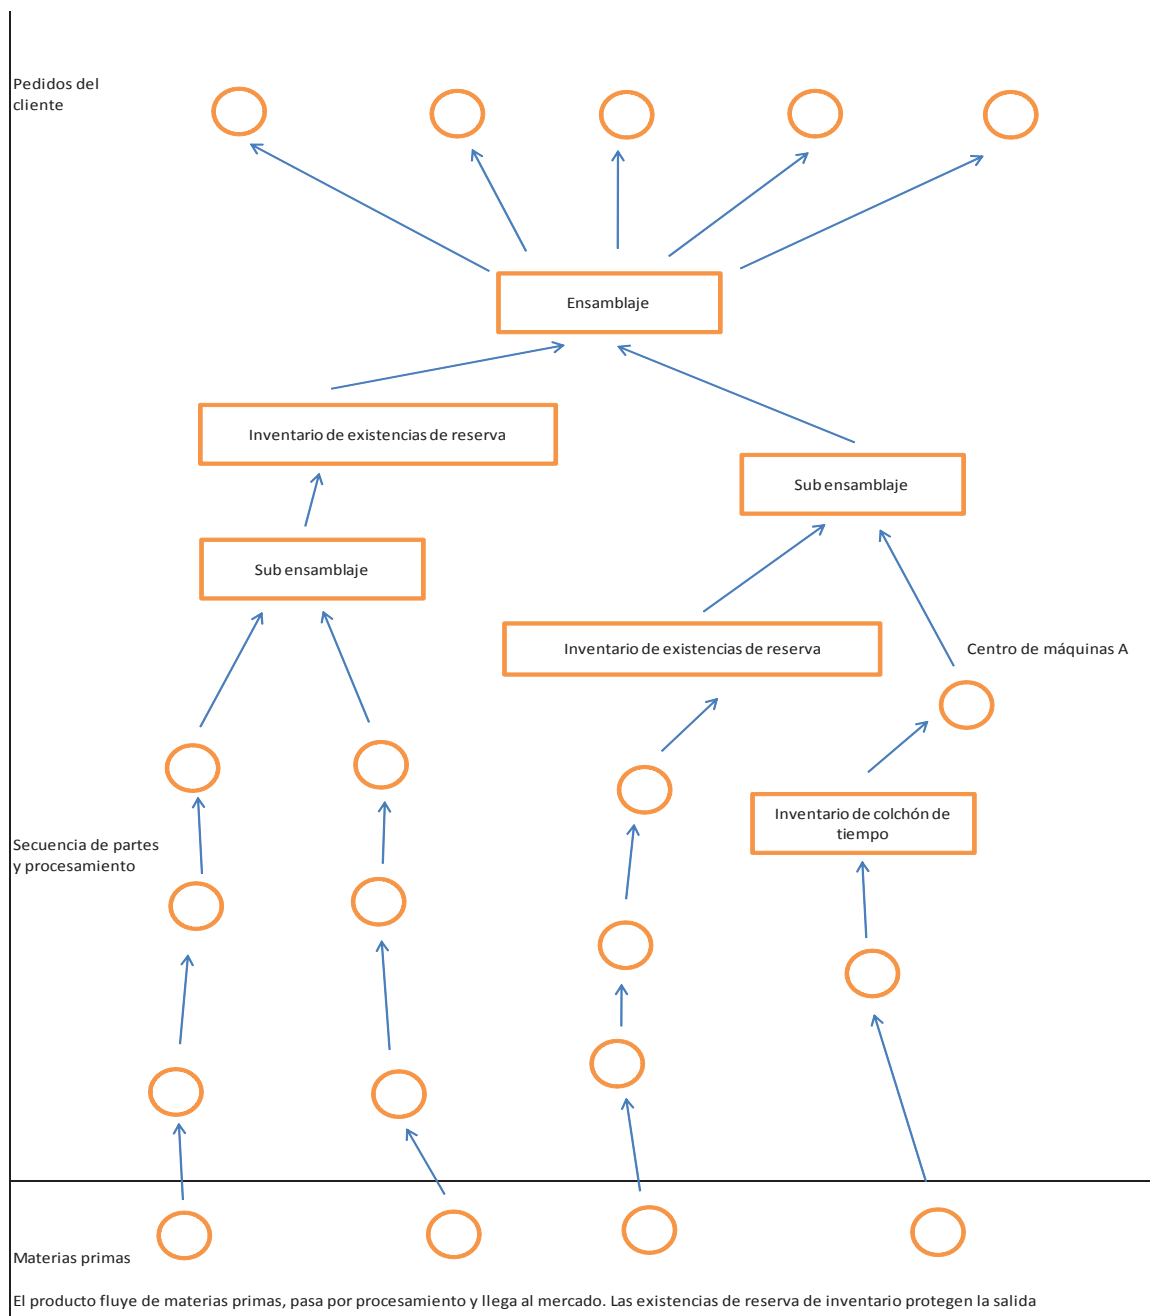 Pedidos del
cliente
Ensamblaje
Inventario de existencias de reserva
Sub ensamblaje
Sub ensamblaje
Inventario de existencias de reserva
Centro de máquinas A
Inventario de colchón de
tiempo
Secuencia de partes
y procesamiento
Materias primas
El producto fluye de materias primas, pasa por procesamiento y llega al mercado. Las existencias de reserva de inventario protegen la salida